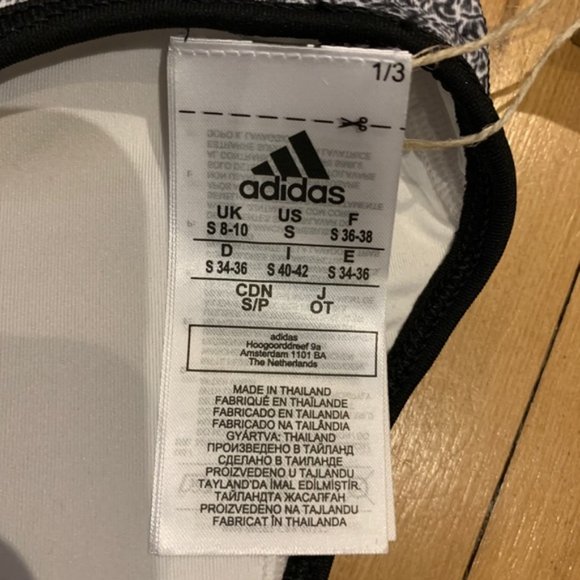 1/3
adidas
UK US F
S 8-10 S S 36-38
D I E
S 34-36 S 40-42 S 34-36
CDN J
S/P OT
adidas
Hoogoorddreef 9a
Amsterdam 1101 BA
The Netherlands
MADE IN THAILAND
FABRIQUÉ EN THAÏLANDE
FABRICADO EN TAILANDIA
FABRICADO NA TAILÂNDIA
GYÁRTVA: THAILAND
ПРОИЗВЕДЕНО В ТАИЛАНД
СДЕЛАНО В ТАИЛАНДЕ
PROIZVEDENO U TAJLANDU
TAYLAND'DA İMAL EDİLMİŞTİR.
ТАЙЛАНДТА ЖАСАЛҒАН
PROIZVEDENO NA TAJLANDU
FABRICAT ÎN THAILANDA